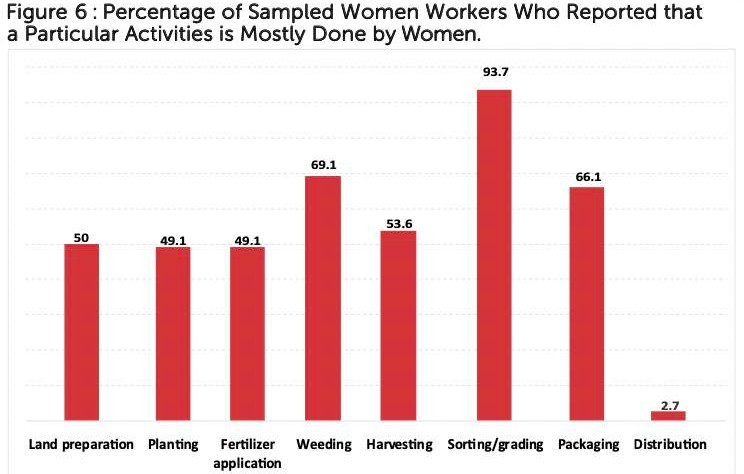 Figure 6 : Percentage of Sampled Women Workers Who Reported that
a Particular Activities is Mostly Done by Women.
93.7
69.1
66.1
53.6
50
49.1
49.1
2.7
Land preparation Planting Fertilizer application Weeding Harvesting Sorting/grading Packaging Distribution